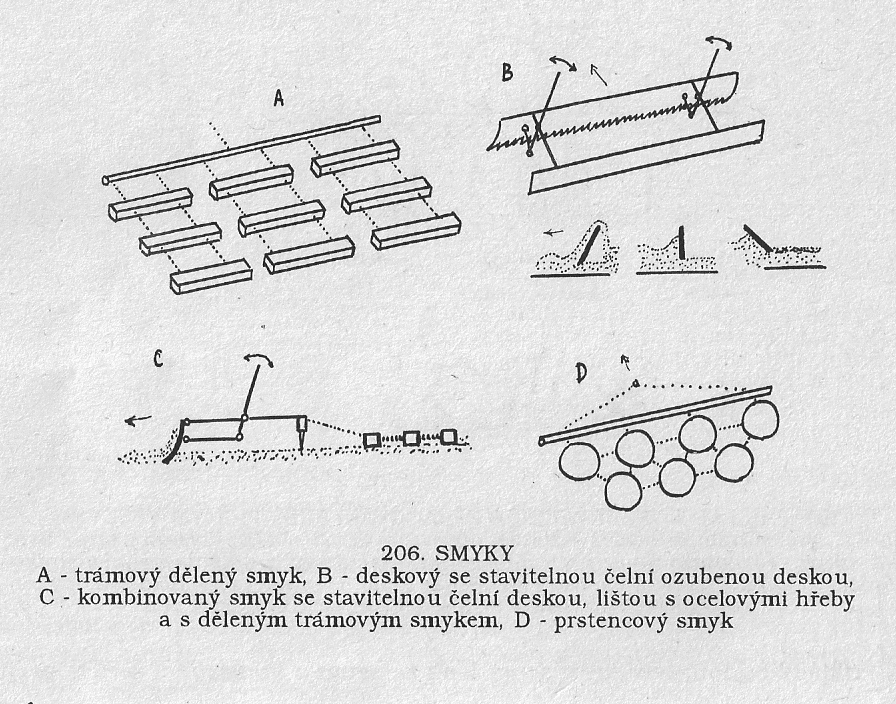 A
B
C
D
206. SMYKY
A - trámový dělený smyk, B - deskový se stavitelnou čelní ozubenou deskou,
C - kombinovaný smyk se stavitelnou čelní deskou, lištou s ocelovými hřeby
a s děleným trámovým smykem, D - prstencový smyk